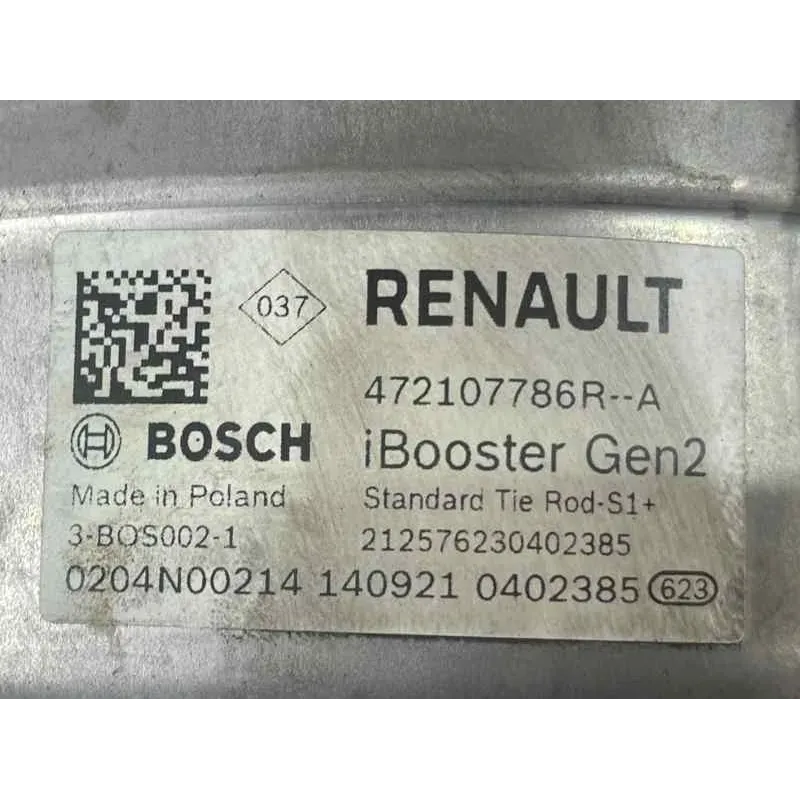 037
RENAULT
472107786R--A
BOSCH
iBooster Gen2
Made in Poland
Standard Tie Rod-S1+
3-BOS002-1
212576230402385
0204N00214 140921 0402385 623